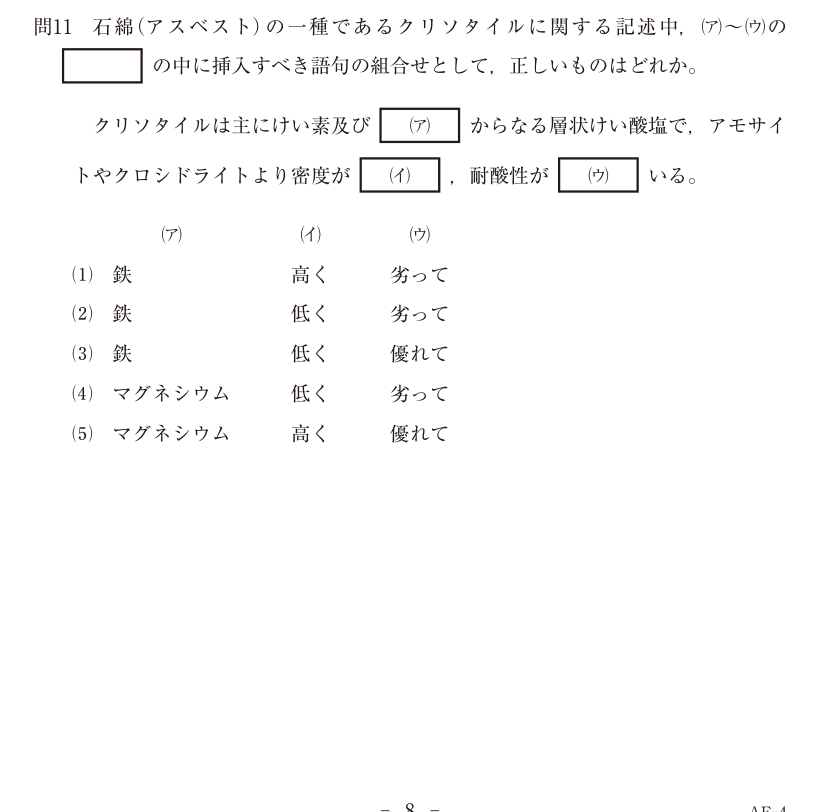 問11　石綿(アスベスト)の一種であるクリソタイルに関する記述中，㋐～㋒の
の中に挿入すべき語句の組合せとして，正しいものはどれか。
クリソタイルは主にけい素及び (ア) からなる層状けい酸塩で，アモサイ
トやクロシドライトより密度が (イ) ，耐酸性が (ウ) いる。
(ア) (イ) (ウ)
(1) 鉄 高く 劣って
(2) 鉄 低く 劣って
(3) 鉄 低く 優れて
(4) マグネシウム 低く 劣って
(5) マグネシウム 高く 優れて
－ 8 －